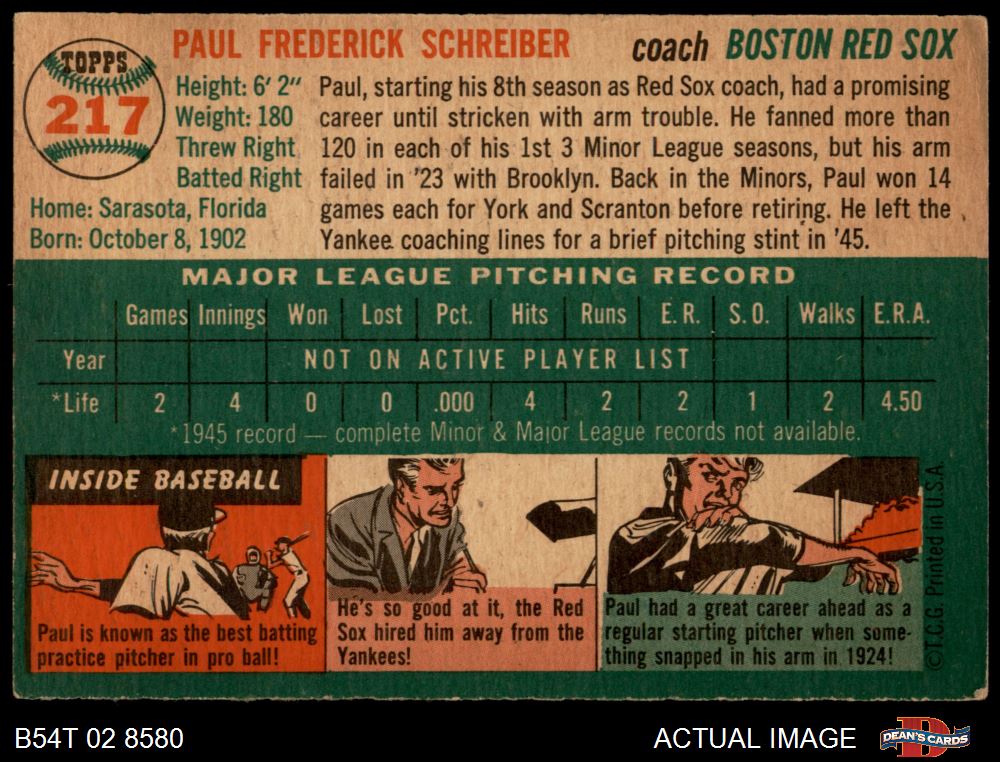 TOPPS
217
PAUL FREDERICK SCHREIBER coach BOSTON RED SOX
Height: 6' 2"
Weight: 180
Threw Right
Batted Right
Home: Sarasota, Florida
Born: October 8, 1902
Paul, starting his 8th season as Red Sox coach, had a promising
career until stricken with arm trouble. He fanned more than
120 in each of his 1st 3 Minor League seasons, but his arm
failed in '23 with Brooklyn. Back in the Minors, Paul won 14
games each for York and Scranton before retiring. He left the
Yankee coaching lines for a brief pitching stint in '45.
MAJOR LEAGUE PITCHING RECORD
Games Innings Won Lost Pct. Hits Runs E. R. S. O. Walks E.R.A.
Year NOT ON ACTIVE PLAYER LIST
*Life 2 4 0 0 .000 4 2 2 1 2 4.50
*1945 record — complete Minor & Major League records not available.
INSIDE BASEBALL
Paul is known as the best batting
practice pitcher in pro ball!
He's so good at it, the Red
Sox hired him away from the
Yankees!
Paul had a great career ahead as a
regular starting pitcher when some-
thing snapped in his arm in 1924!
©T.C.G. Printed in U.S.A.
B54T 02 8580
ACTUAL IMAGE
DEAN'S CARDS